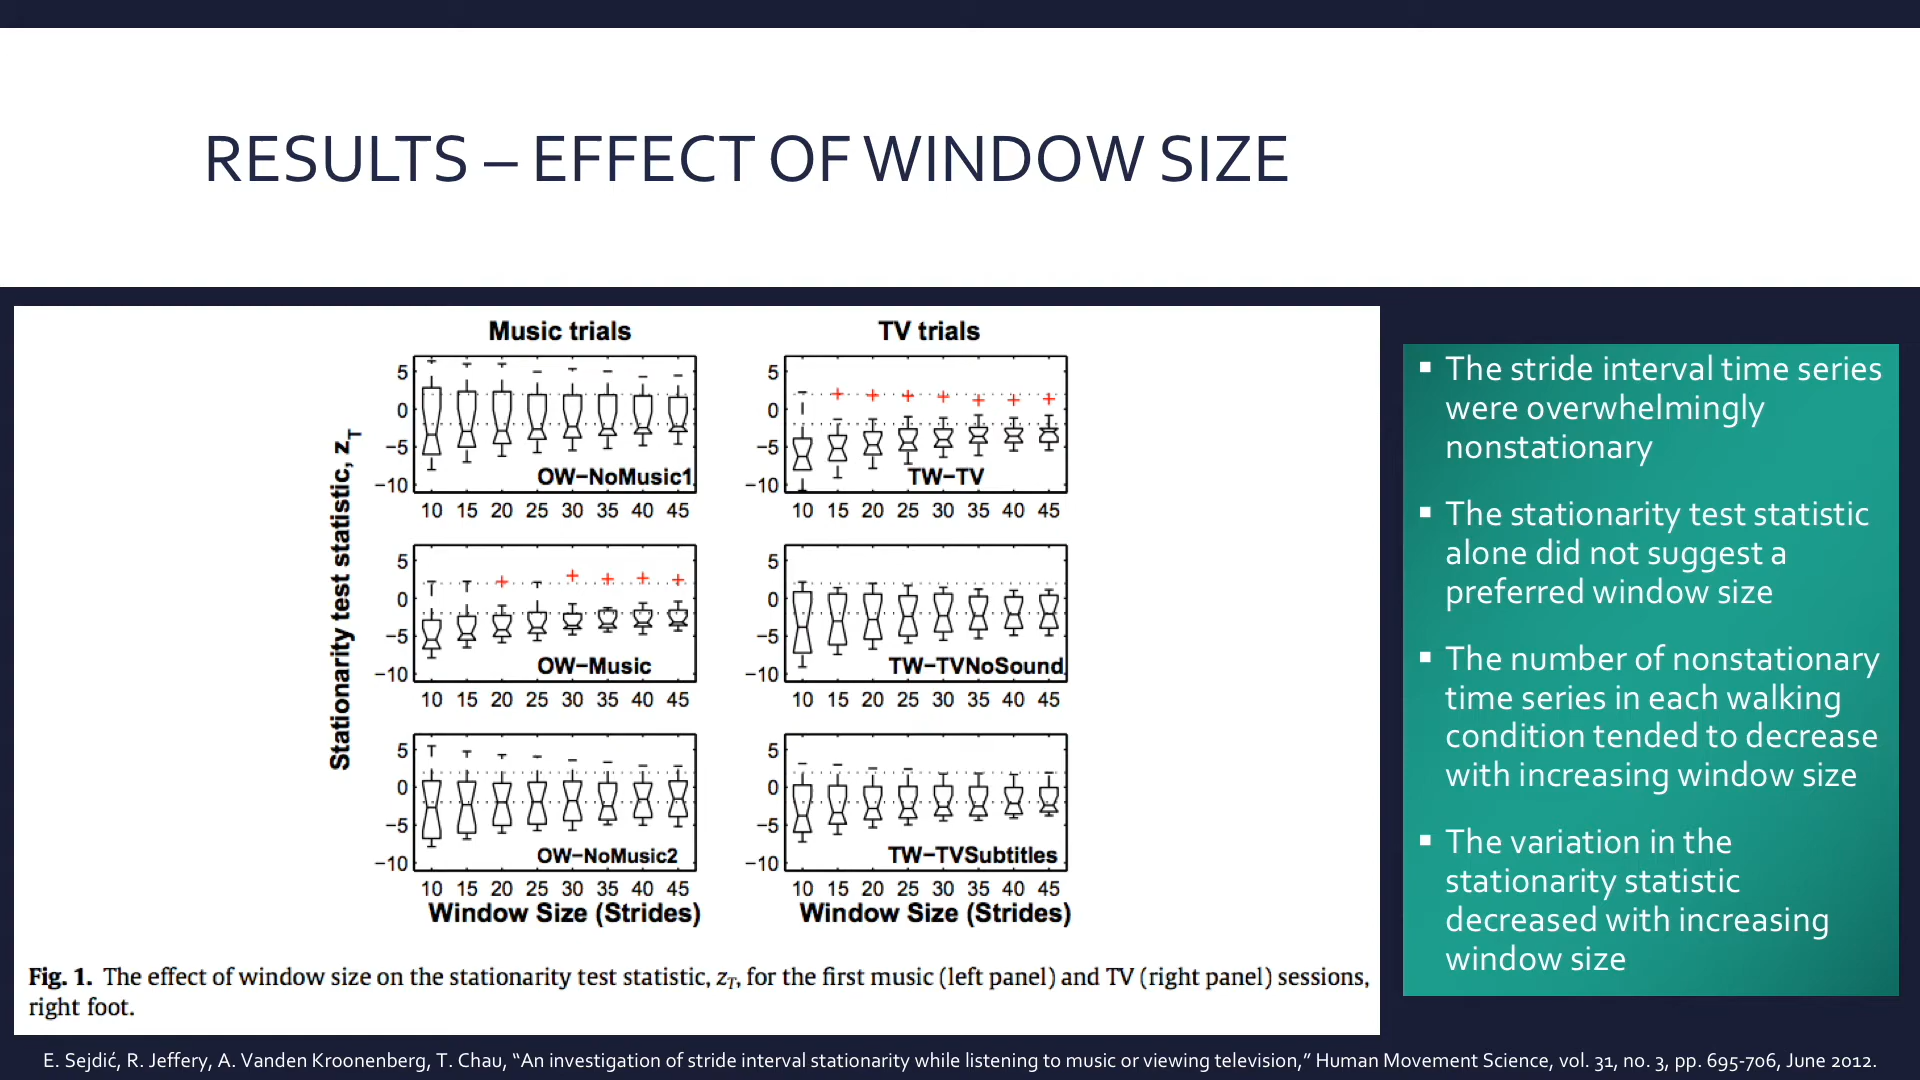 RESULTS – EFFECT OF WINDOW SIZE
Music trials
TV trials
Stationarity test statistic, zT
5
0
−5
−10
OW−NoMusic1
10 15 20 25 30 35 40 45
5
0
−5
−10
TW−TV
10 15 20 25 30 35 40 45
5
0
−5
−10
OW−Music
10 15 20 25 30 35 40 45
5
0
−5
−10
TW−TVNoSound
10 15 20 25 30 35 40 45
5
0
−5
−10
OW−NoMusic2
10 15 20 25 30 35 40 45
Window Size (Strides)
5
0
−5
−10
TW−TVSubtitles
10 15 20 25 30 35 40 45
Window Size (Strides)
Fig. 1. The effect of window size on the stationarity test statistic, zT, for the first music (left panel) and TV (right panel) sessions,
right foot.
▪ The stride interval time series
were overwhelmingly
nonstationary
▪ The stationarity test statistic
alone did not suggest a
preferred window size
▪ The number of nonstationary
time series in each walking
condition tended to decrease
with increasing window size
▪ The variation in the
stationarity statistic
decreased with increasing
window size
E. Sejdić, R. Jeffery, A. Vanden Kroonenberg, T. Chau, “An investigation of stride interval stationarity while listening to music or viewing television,” Human Movement Science, vol. 31, no. 3, pp. 695-706, June 2012.